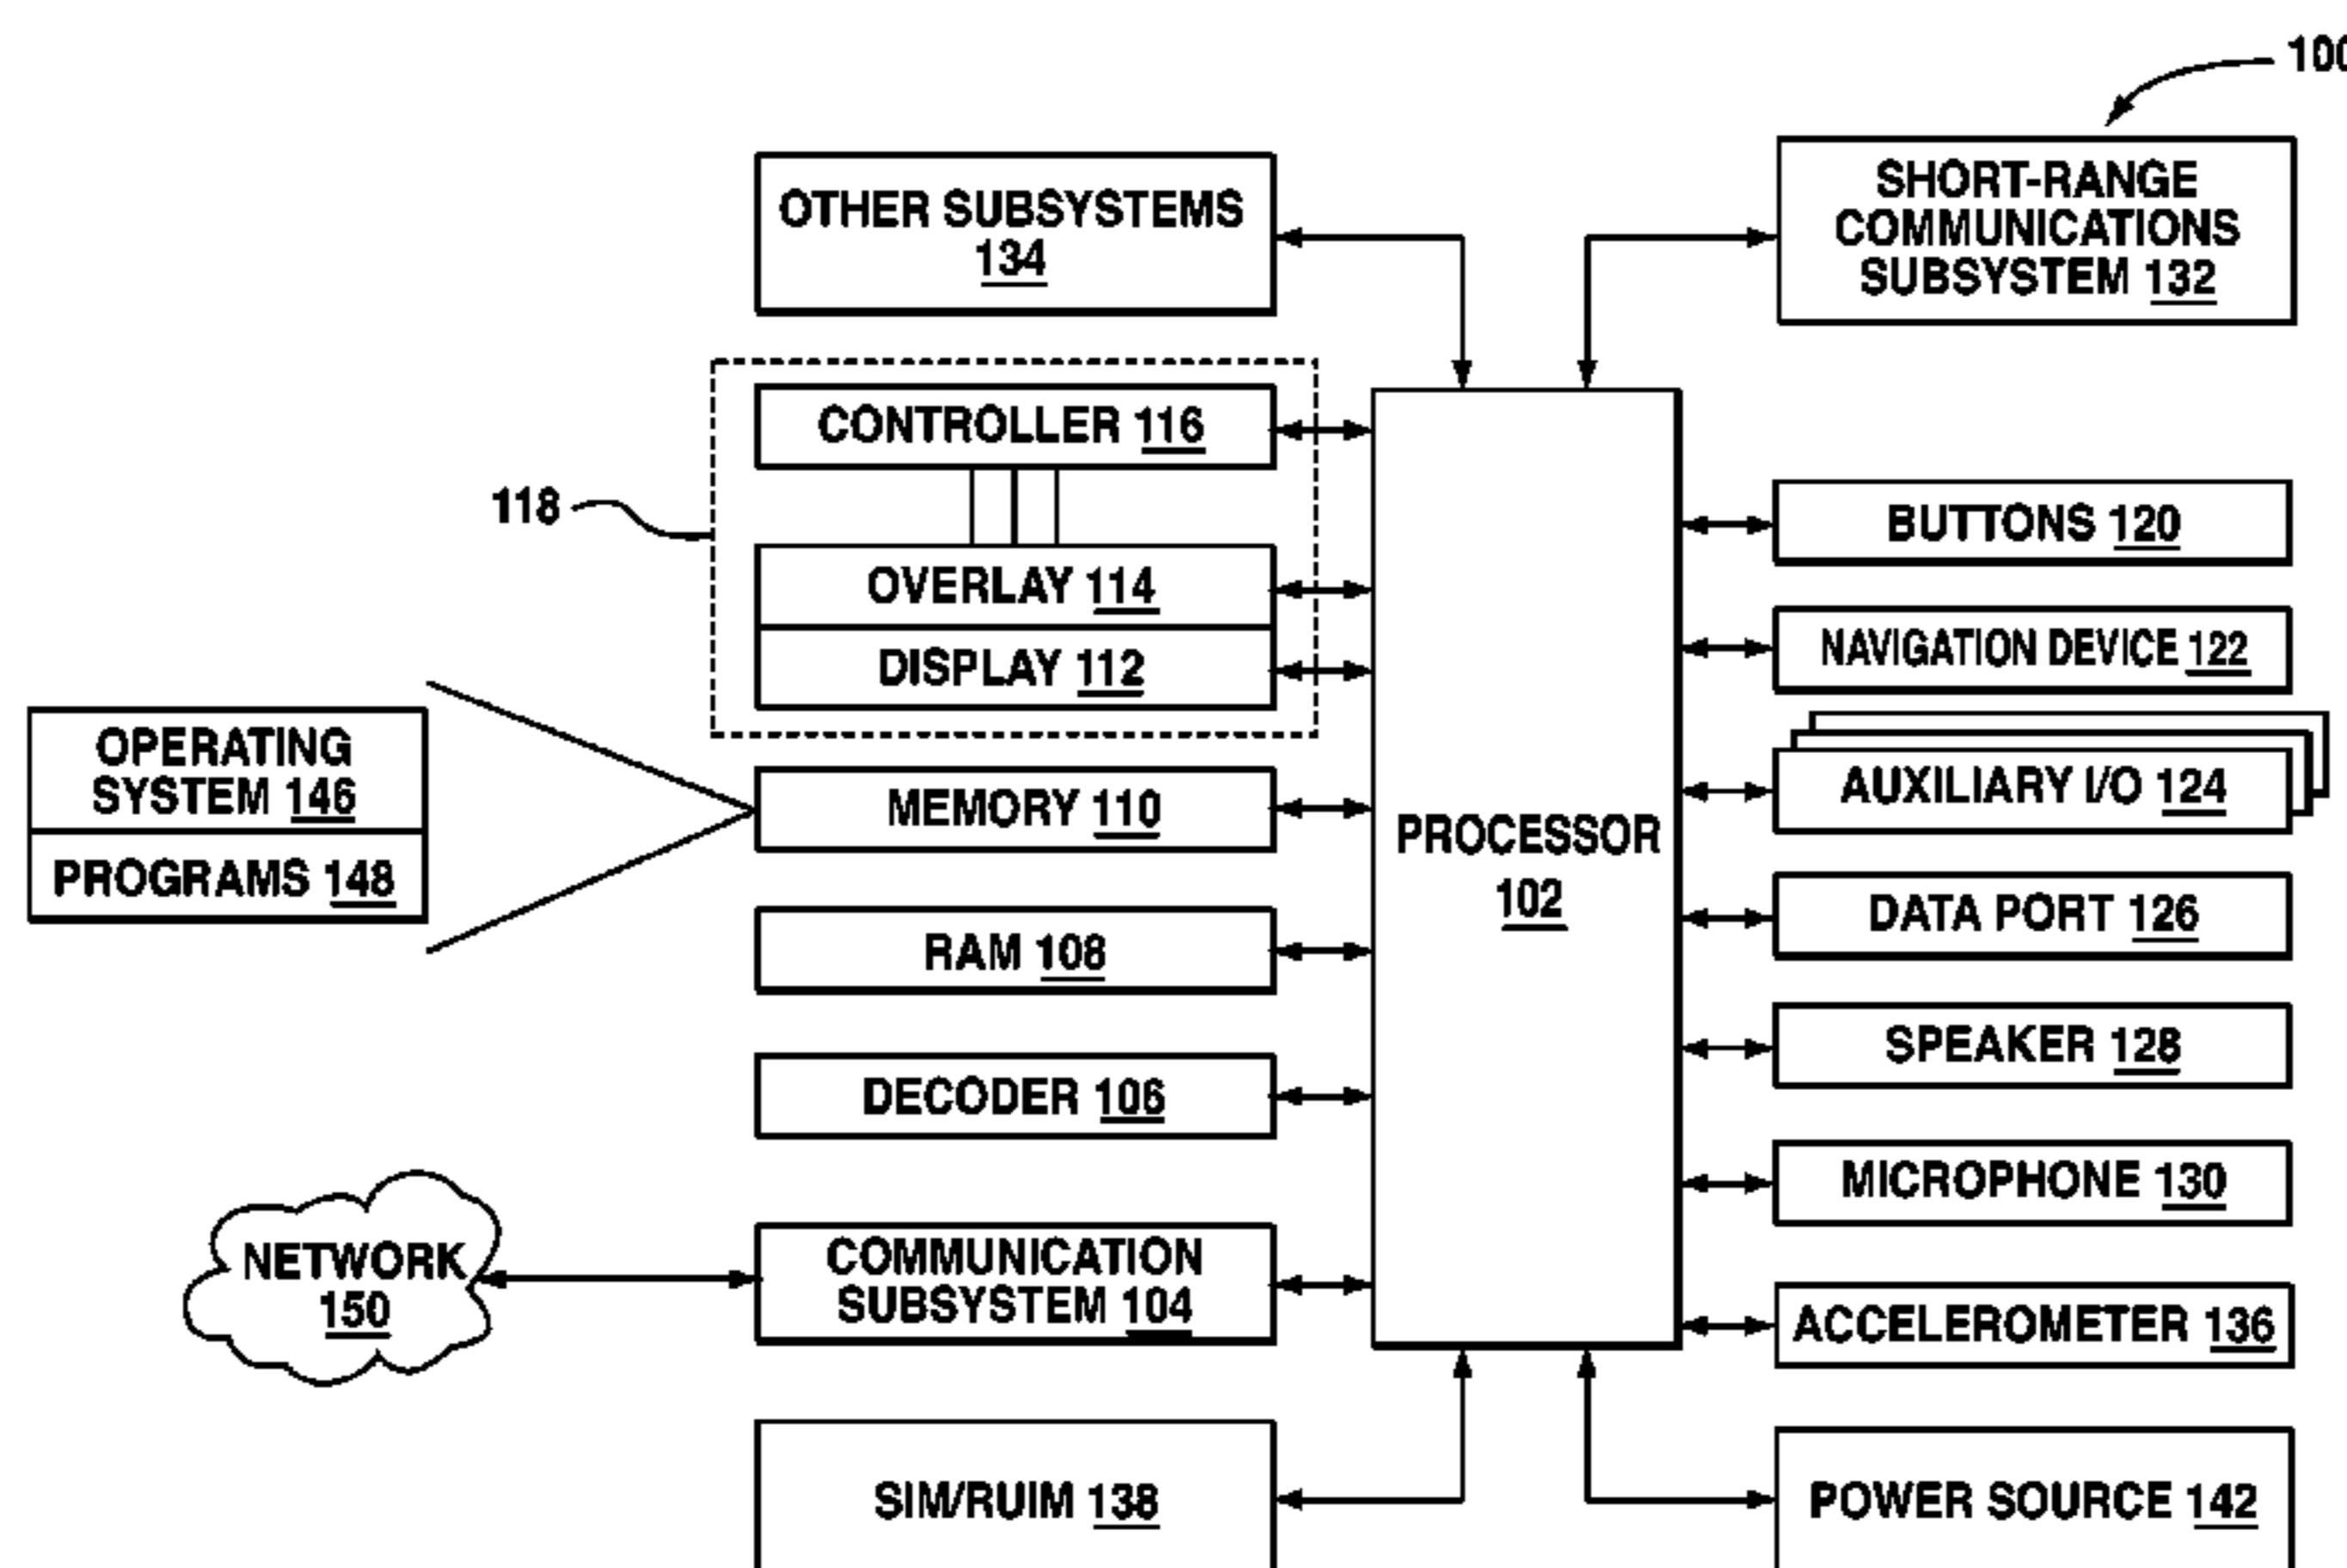 100
OTHER SUBSYSTEMS
134
SHORT-RANGE
COMMUNICATIONS
SUBSYSTEM 132
118
CONTROLLER 116
OVERLAY 114
DISPLAY 112
OPERATING
SYSTEM 146
PROGRAMS 148
MEMORY 110
RAM 108
DECODER 106
NETWORK
150
COMMUNICATION
SUBSYSTEM 104
SIM/RUIM 138
PROCESSOR
102
BUTTONS 120
NAVIGATION DEVICE 122
AUXILIARY I/O 124
DATA PORT 126
SPEAKER 128
MICROPHONE 130
ACCELEROMETER 136
POWER SOURCE 142